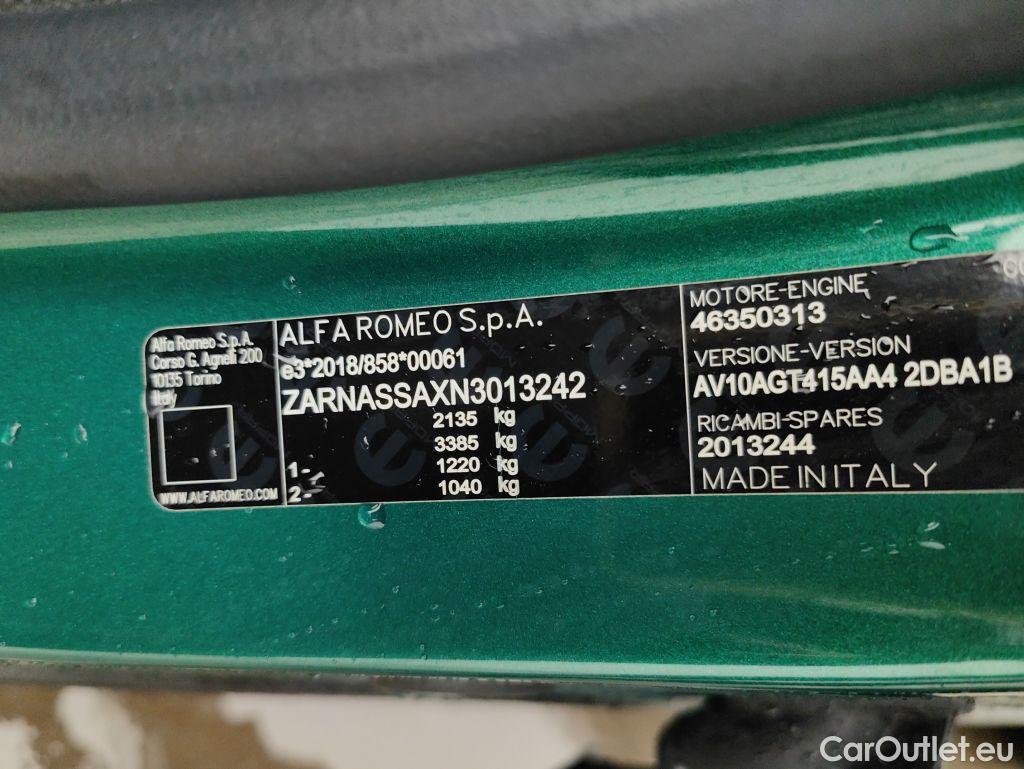 Alfa Romeo S.p.A.
Corso G. Agnelli 200
10135 Torino
Italy
WWW.ALFAROMEO.COM
ALFA ROMEO S.p.A.
e3*2018/858*00061
ZARNASSAXN3013242
2135 kg
3385 kg
1- 1220 kg
2- 1040 kg
MOTORE-ENGINE
46350313
VERSIONE-VERSION
AV10AGT415AA4 2DBA1B
RICAMBI-SPARES
2013244
MADE IN ITALY
CarOutlet.eu